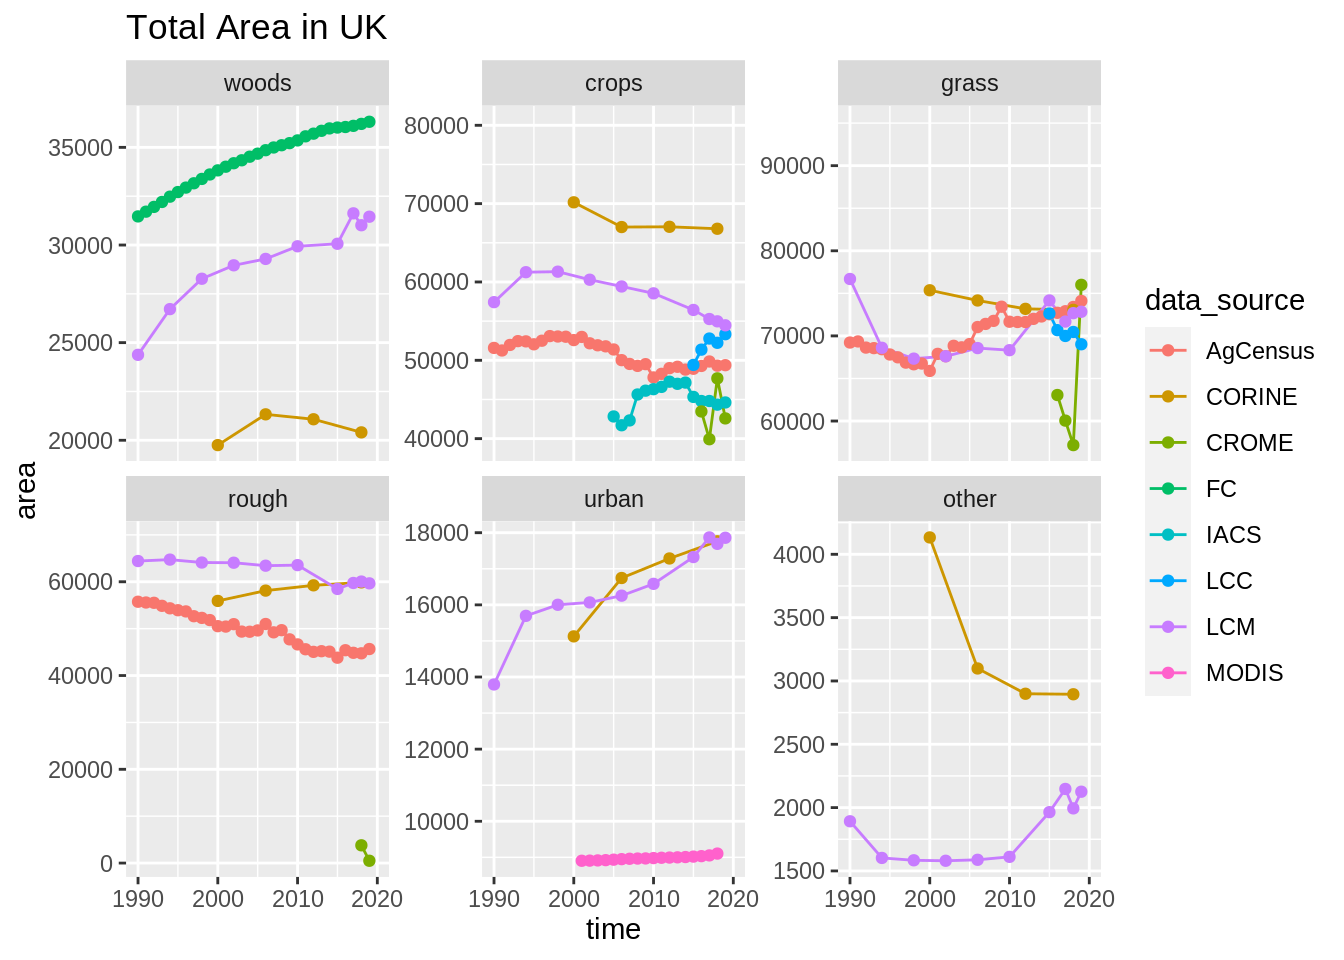 Total Area in UK
woods
crops
grass
35000
30000
25000
20000
80000
70000
60000
50000
40000
90000
80000
70000
60000
rough
urban
other
60000
40000
20000
0
18000
16000
14000
12000
10000
4000
3500
3000
2500
2000
1500
1990 2000 2010 2020
1990 2000 2010 2020
1990 2000 2010 2020
time
area
data_source
AgCensus
CORINE
CROME
FC
IACS
LCC
LCM
MODIS